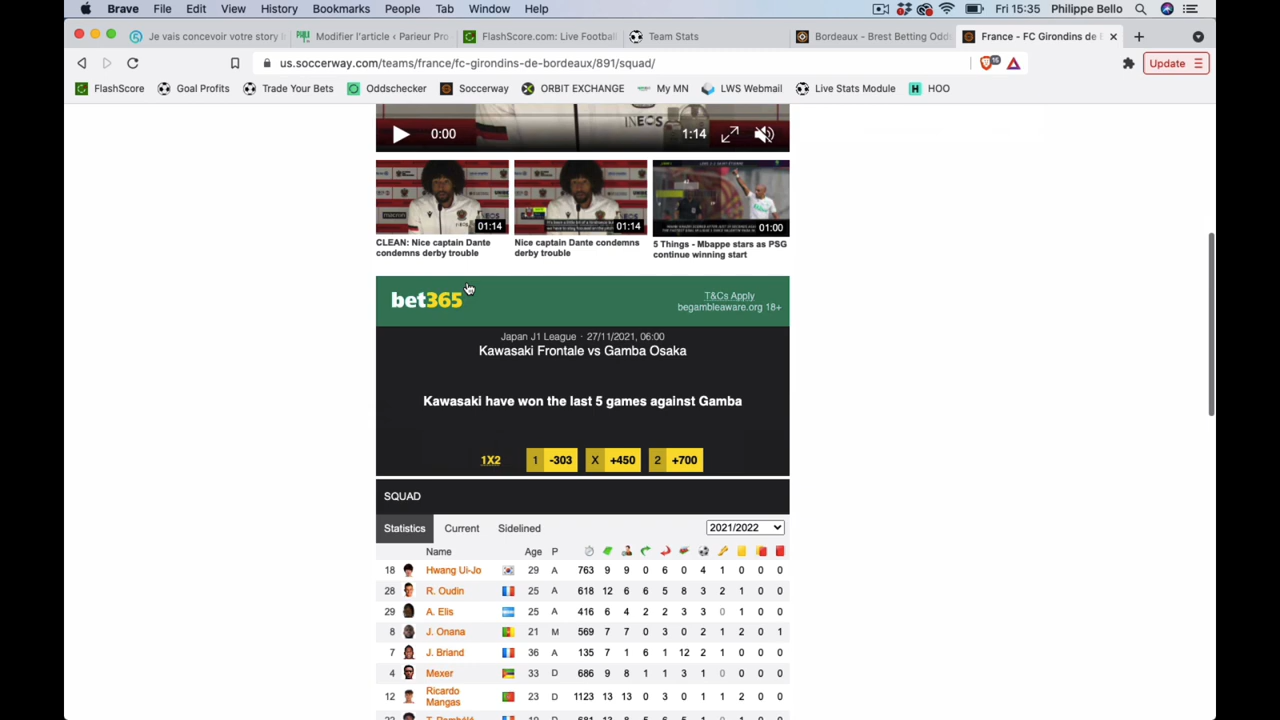 Brave File Edit View History Bookmarks People Tab Window Help Fri 15:35 Philippe Bello
Je vais concevoir votre story l Modifier l'article ‹ Parieur Pro FlashScore.com: Live Football Team Stats Bordeaux - Brest Betting Odd France - FC Girondins de B
us.soccerway.com/teams/france/fc-girondins-de-bordeaux/891/squad/ 15 Update
FlashScore Goal Profits Trade Your Bets Oddschecker Soccerway ORBIT EXCHANGE My MN LWS Webmail Live Stats Module HOO
INEOS
0:00 1:14
01:14 01:14 01:00
CLEAN: Nice captain Dante condemns derby trouble
Nice captain Dante condemns derby trouble
5 Things - Mbappe stars as PSG continue winning start
bet365 T&Cs Apply
begambleaware.org 18+
Japan J1 League · 27/11/2021, 06:00
Kawasaki Frontale vs Gamba Osaka
Kawasaki have won the last 5 games against Gamba
1X2 1 -303 X +450 2 +700
SQUAD
Statistics Current Sidelined 2021/2022
Name Age P
18 Hwang Ui-Jo 29 A 763 9 9 0 6 0 4 1 0 0 0
28 R. Oudin 25 A 618 12 6 6 5 8 3 2 1 0 0
29 A. Elis 25 A 416 6 4 2 2 3 3 0 1 0 0
8 J. Onana 21 M 569 7 7 0 3 0 2 1 2 0 1
7 J. Briand 36 A 135 7 1 6 1 12 2 1 0 0 0
4 Mexer 33 D 686 9 8 1 1 3 1 0 0 0 0
12 Ricardo Mangas 23 D 1123 13 13 0 3 0 1 1 2 0 0